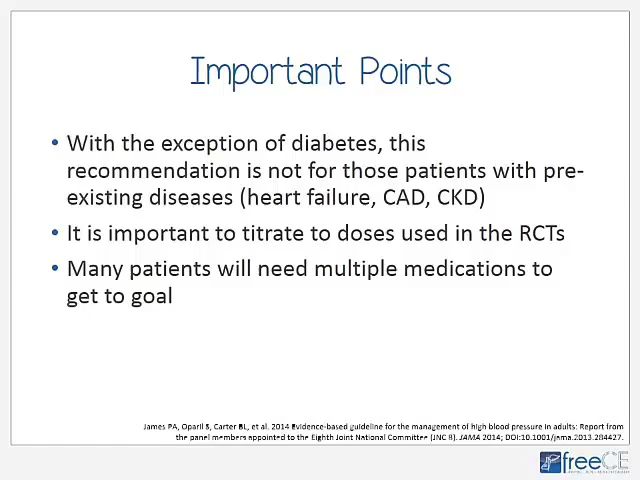 Important Points
• With the exception of diabetes, this
recommendation is not for those patients with pre-
existing diseases (heart failure, CAD, CKD)
• It is important to titrate to doses used in the RCTs
• Many patients will need multiple medications to
get to goal
James PA, Oparil S, Carter BL, et al. 2014 Evidence-based guideline for the management of high blood pressure in adults: Report from
the panel members appointed to the Eighth Joint National Committee (JNC 8). JAMA 2014; DOI:10.1001/jama.2013.284427.
freeCE